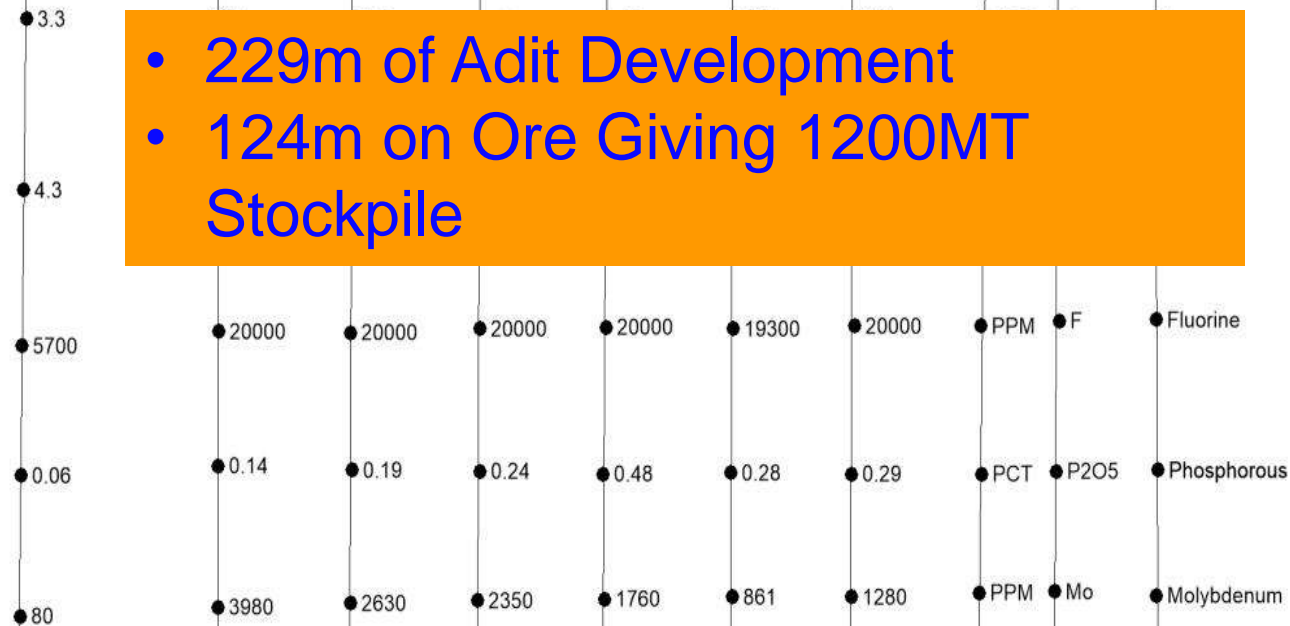 3.3
• 229m of Adit Development
• 124m on Ore Giving 1200MT
Stockpile
4.3
5700 20000 20000 20000 20000 19300 20000 PPM F Fluorine
0.06 0.14 0.19 0.24 0.48 0.28 0.29 PCT P2O5 Phosphorous
80 3980 2630 2350 1760 861 1280 PPM Mo Molybdenum